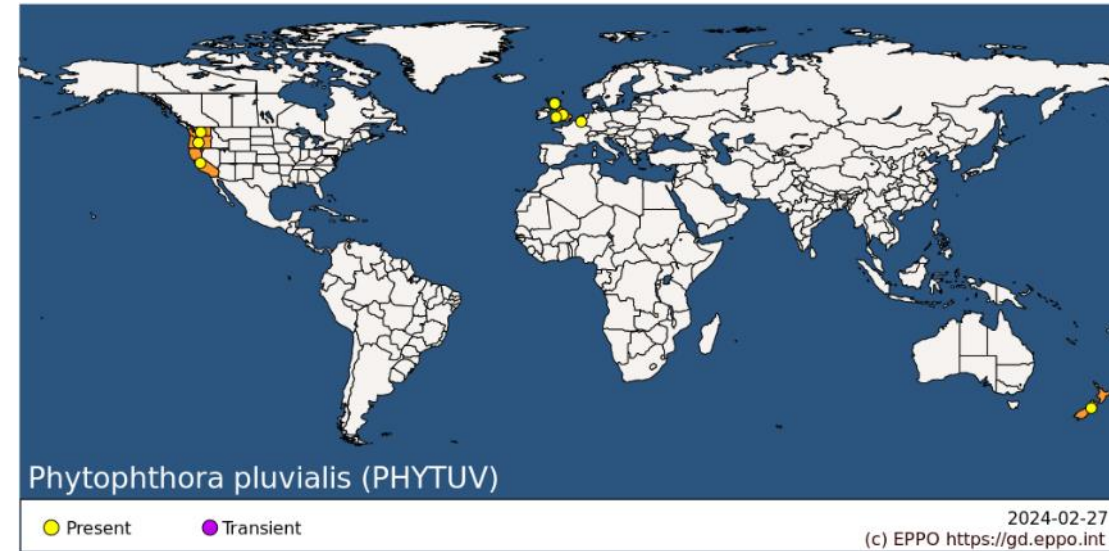 Phytophthora pluvialis (PHYTUV)
Present
Transient
2024-02-27
(c) EPPO https://gd.eppo.int